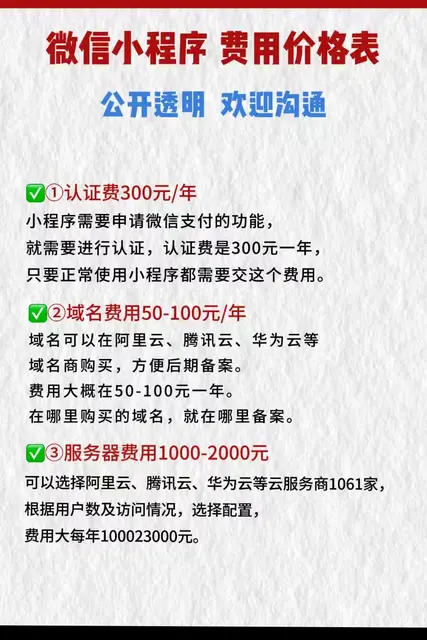 微信小程序 费用价格表
公开透明 欢迎沟通
✅①认证费300元/年
小程序需要申请微信支付的功能，
就需要进行认证，认证费是300元一年，
只要正常使用小程序都需要交这个费用。
✅②域名费用50-100元/年
域名可以在阿里云、腾讯云、华为云等
域名商购买，方便后期备案。
费用大概在50-100元一年。
在哪里购买的域名，就在哪里备案。
✅③服务器费用1000-2000元
可以选择阿里云、腾讯云、华为云等云服务商1061家，
根据用户数及访问情况，选择配置，
费用大每年100023000元。